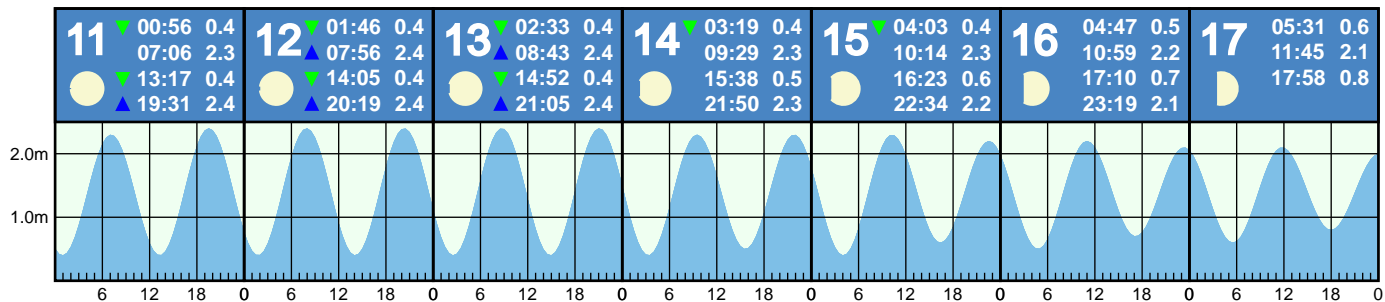 11 ▼ 00:56 0.4
07:06 2.3
▼ 13:17 0.4
▲ 19:31 2.4
12 ▼ 01:46 0.4
▲ 07:56 2.4
▼ 14:05 0.4
▲ 20:19 2.4
13 ▼ 02:33 0.4
▲ 08:43 2.4
▼ 14:52 0.4
▲ 21:05 2.4
14 ▼ 03:19 0.4
09:29 2.3
15:38 0.5
21:50 2.3
15 ▼ 04:03 0.4
10:14 2.3
16:23 0.6
22:34 2.2
16 04:47 0.5
10:59 2.2
17:10 0.7
23:19 2.1
17 05:31 0.6
11:45 2.1
17:58 0.8
2.0m
1.0m
6 12 18 0 6 12 18 0 6 12 18 0 6 12 18 0 6 12 18 0 6 12 18 0 6 12 18 0